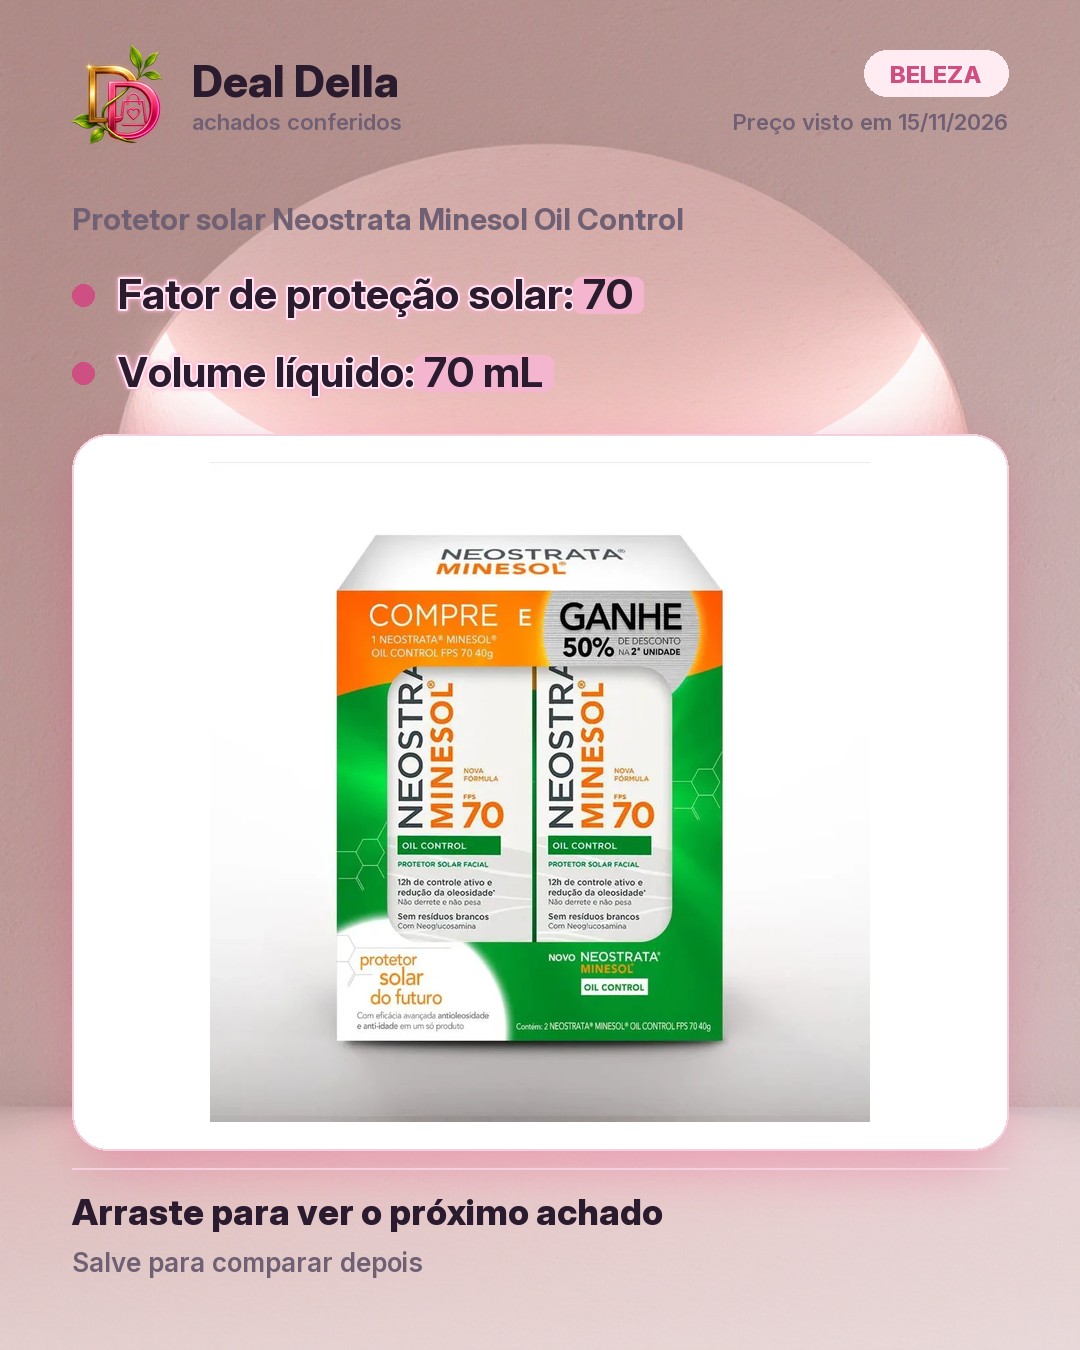 Deal Della
achados conferidos
BELEZA
Preço visto em 15/11/2026
Protetor solar Neostrata Minesol Oil Control
Fator de proteção solar: 70
Volume líquido: 70 mL
NEOSTRATA®
MINESOL®
COMPRE E GANHE
1 NEOSTRATA® MINESOL®
OIL CONTROL FPS 70 40g
50% DE DESCONTO
NA 2ª UNIDADE
NEOSTRA
MINESOL®
NOVA
FÓRMULA
FPS
70
OIL CONTROL
PROTETOR SOLAR FACIAL
12h de controle ativo e
redução da oleosidade*
Não derrete e não pesa
Sem resíduos brancos
Com Neoglucosamina
NEOSTRA
MINESOL®
NOVA
FÓRMULA
FPS
70
OIL CONTROL
PROTETOR SOLAR FACIAL
12h de controle ativo e
redução da oleosidade*
Não derrete e não pesa
Sem resíduos brancos
Com Neoglucosamina
protetor
solar
do futuro
Com eficácia avançada antioleosidade
e anti-idade em um só produto
NOVO NEOSTRATA®
MINESOL®
OIL CONTROL
Contém: 2 NEOSTRATA® MINESOL® OIL CONTROL FPS 70 40g
Arraste para ver o próximo achado
Salve para comparar depois